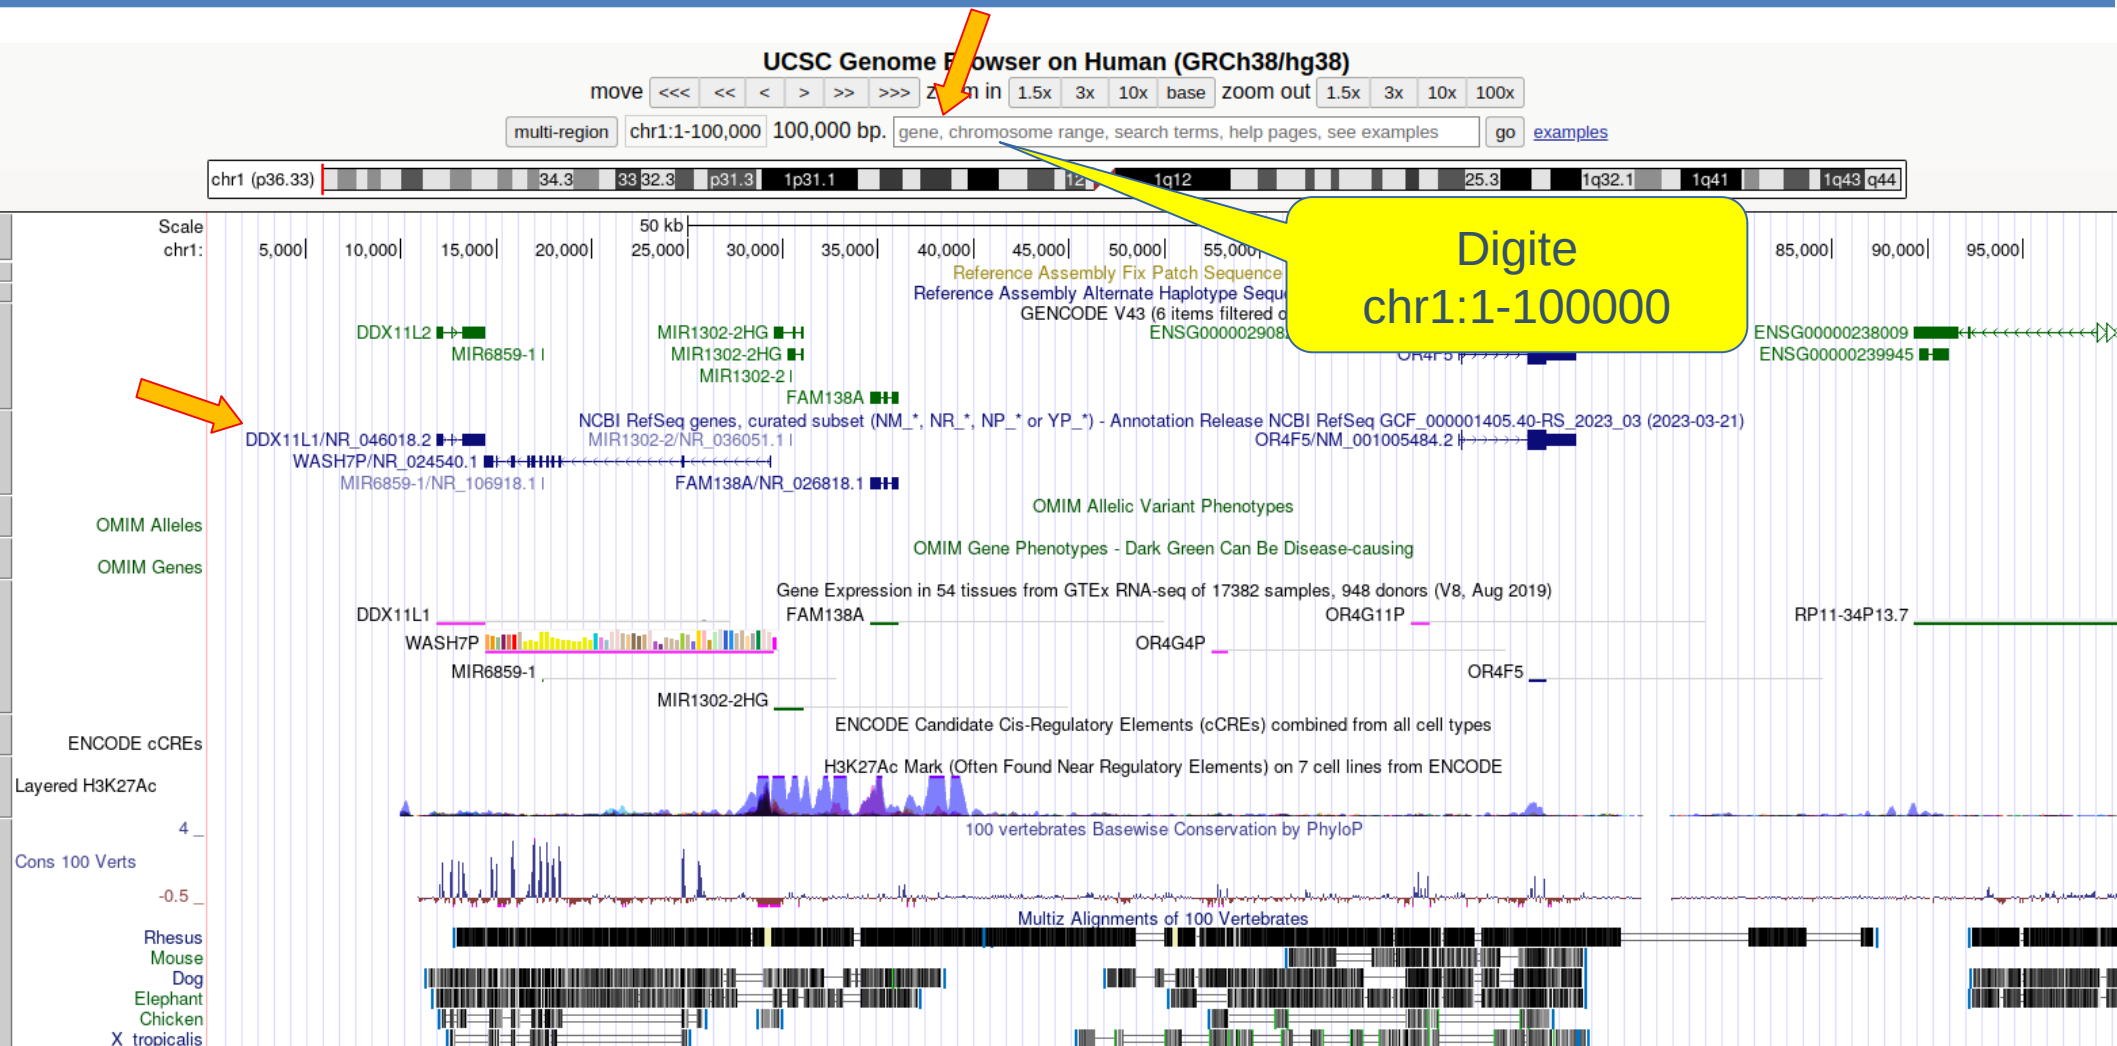 UCSC Genome Browser on Human (GRCh38/hg38)
move <<< << < > >> >>> zoom in 1.5x 3x 10x base zoom out 1.5x 3x 10x 100x
multi-region chr1:1-100,000 100,000 bp. gene, chromosome range, search terms, help pages, see examples go examples
chr1 (p36.33) 34.3 33 32.3 p31.3 1p31.1 12 1q12 25.3 1q32.1 1q41 1q43 q44
Digite
chr1:1-100000
Scale 50 kb
chr1: 5,000 10,000 15,000 20,000 25,000 30,000 35,000 40,000 45,000 50,000 55,000 85,000 90,000 95,000
Reference Assembly Fix Patch Sequence
Reference Assembly Alternate Haplotype
GENCODE V43 (6 items filtered
DDX11L2 MIR1302-2HG ENSG00000238009
MIR6859-1 MIR1302-2HG OR4F5 ENSG00000239945
MIR1302-2
FAM138A
NCBI RefSeq genes, curated subset (NM_*, NR_*, NP_* or YP_*) - Annotation Release NCBI RefSeq GCF_000001405.40-RS_2023_03 (2023-03-21)
DDX11L1/NR_046018.2 MIR1302-2/NR_036051.1 OR4F5/NM_001005484.2
WASH7P/NR_024540.1
MIR6859-1/NR_106918.1 FAM138A/NR_026818.1
OMIM Allelic Variant Phenotypes
OMIM Alleles
OMIM Gene Phenotypes - Dark Green Can Be Disease-causing
OMIM Genes
Gene Expression in 54 tissues from GTEx RNA-seq of 17382 samples, 948 donors (V8, Aug 2019)
DDX11L1 FAM138A OR4G11P RP11-34P13.7
WASH7P OR4G4P
MIR6859-1 OR4F5
MIR1302-2HG
ENCODE Candidate Cis-Regulatory Elements (cCREs) combined from all cell types
ENCODE cCREs
H3K27Ac Mark (Often Found Near Regulatory Elements) on 7 cell lines from ENCODE
Layered H3K27Ac
100 vertebrates Basewise Conservation by PhyloP
4 _
Cons 100 Verts
-0.5 _
Multiz Alignments of 100 Vertebrates
Rhesus
Mouse
Dog
Elephant
Chicken
X_tropicalis